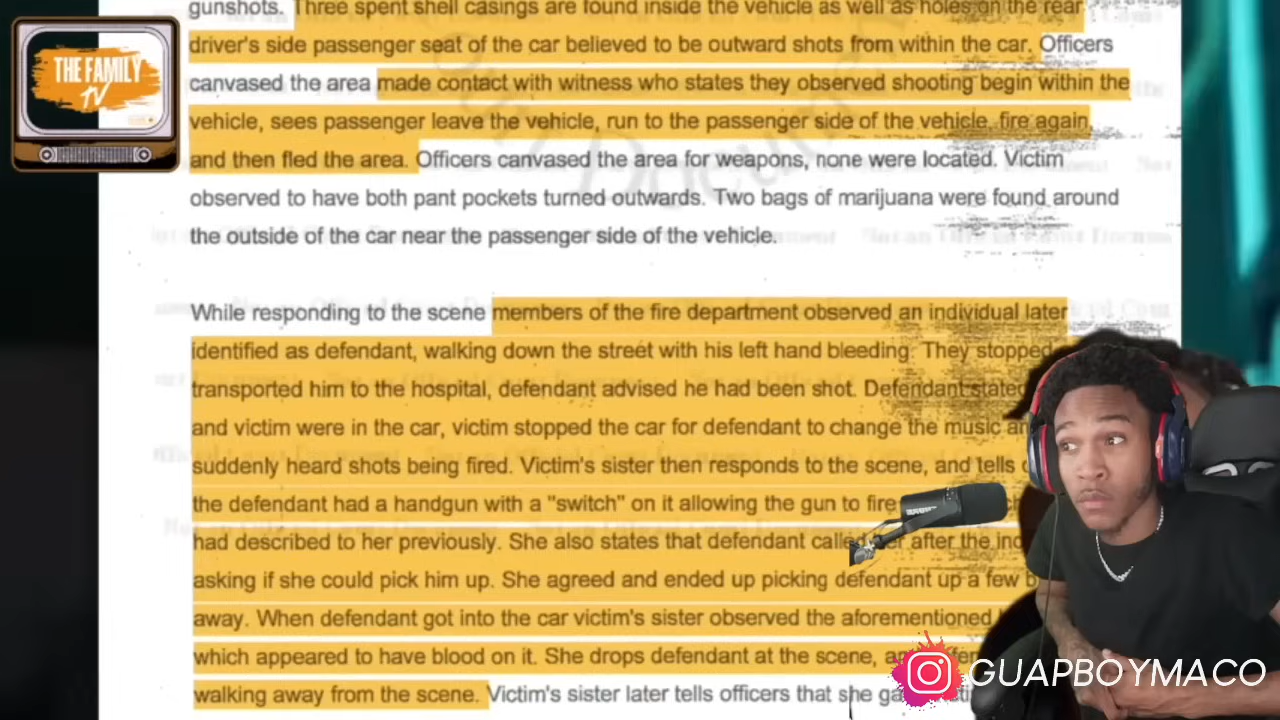 gunshots. Three spent shell casings are found inside the vehicle as well as holes on the rear
THE FAMILY
TV
driver's side passenger seat of the car believed to be outward shots from within the car. Officers
canvased the area made contact with witness who states they observed shooting begin within the
vehicle, sees passenger leave the vehicle, run to the passenger side of the vehicle, fire again,
and then fled the area. Officers canvased the area for weapons, none were located. Victim
observed to have both pant pockets turned outwards. Two bags of marijuana were found around
the outside of the car near the passenger side of the vehicle.
While responding to the scene members of the fire department observed an individual later
identified as defendant, walking down the street with his left hand bleeding. They stopped
transported him to the hospital, defendant advised he had been shot. Defendant stated
and victim were in the car, victim stopped the car for defendant to change the music
suddenly heard shots being fired. Victim's sister then responds to the scene, and tells
the defendant had a handgun with a "switch" on it allowing the gun to fire
had described to her previously. She also states that defendant called her after the
asking if she could pick him up. She agreed and ended up picking defendant up a few
away. When defendant got into the car victim's sister observed the aforementioned
which appeared to have blood on it. She drops defendant at the scene,
walking away from the scene. Victim's sister later tells officers that she
GUAPBOYMACO